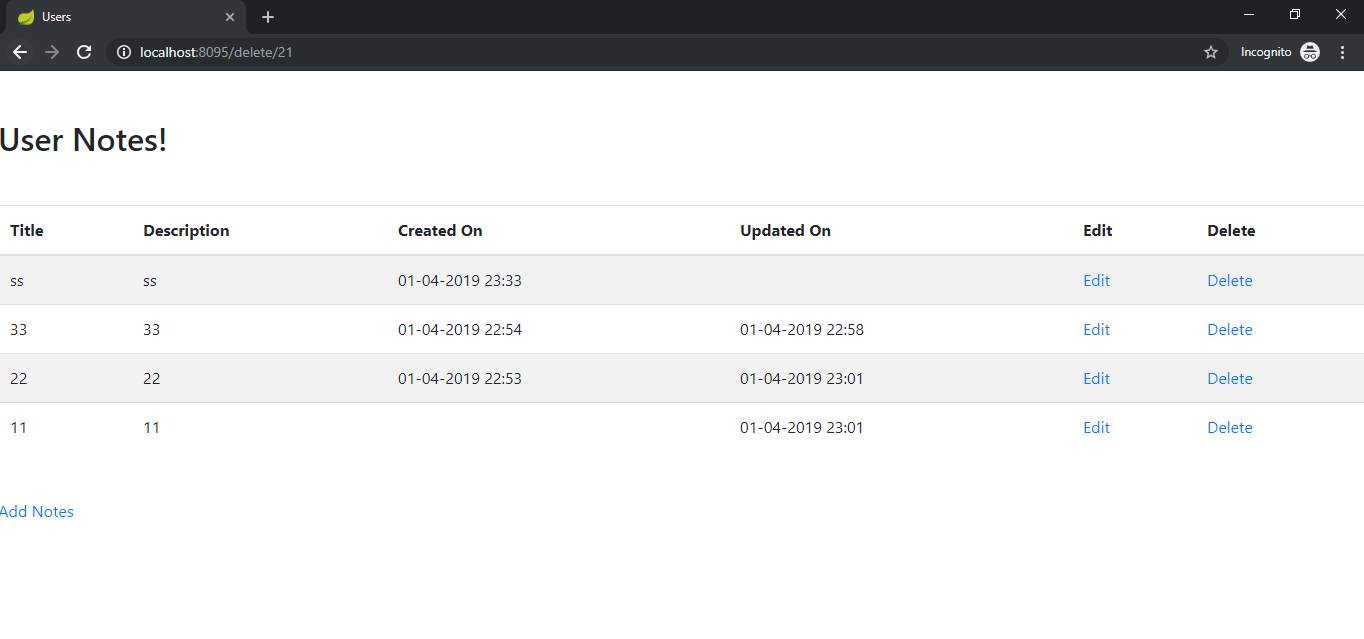 Users
localhost:8095/delete/21
Incognito
User Notes!
Title Description Created On Updated On Edit Delete
ss ss 01-04-2019 23:33 Edit Delete
33 33 01-04-2019 22:54 01-04-2019 22:58 Edit Delete
22 22 01-04-2019 22:53 01-04-2019 23:01 Edit Delete
11 11 01-04-2019 23:01 Edit Delete
Add Notes